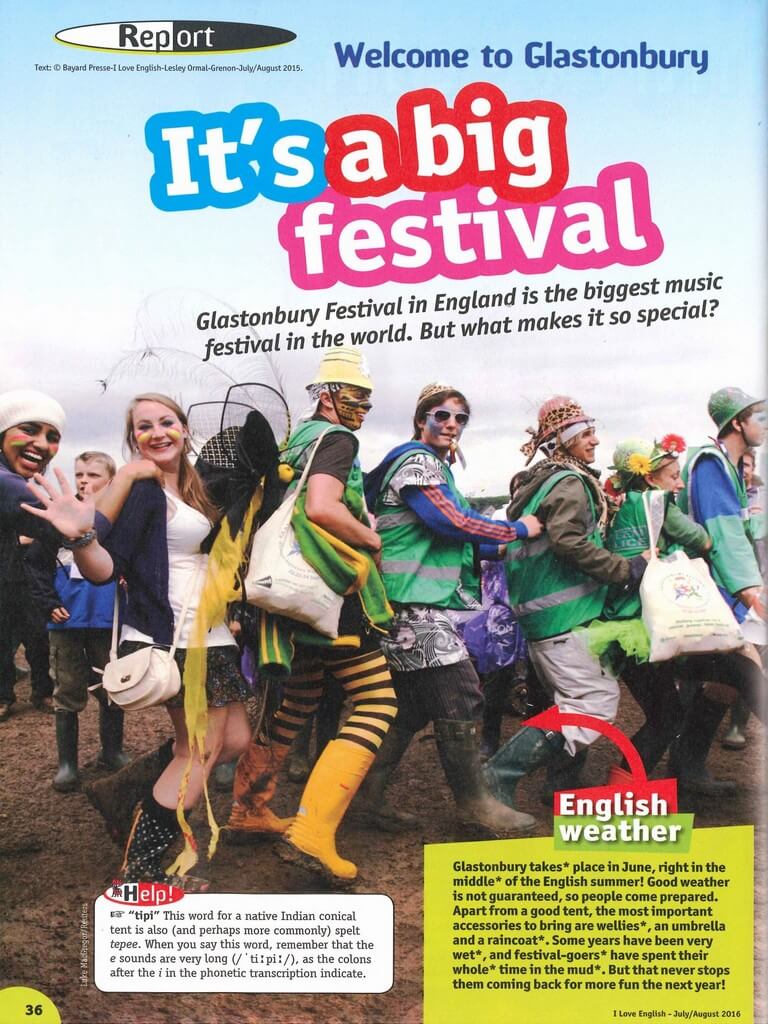 Report
Text: © Bayard Presse-I Love English-Lesley Ormal-Grenon-July/August 2015.
Welcome to Glastonbury
It's a big
festival
Glastonbury Festival in England is the biggest music
festival in the world. But what makes it so special?
English
weather
Glastonbury takes* place in June, right in the
middle* of the English summer! Good weather
is not guaranteed, so people come prepared.
Apart from a good tent, the most important
accessories to bring are wellies*, an umbrella
and a raincoat*. Some years have been very
wet*, and festival-goers* have spent their
whole* time in the mud*. But that never stops
them coming back for more fun the next year!
Help!
☞ “tipi” This word for a native Indian conical
tent is also (and perhaps more commonly) spelt
tepee. When you say this word, remember that the
e sounds are very long (/ˈtiːpiː/), as the colons
after the i in the phonetic transcription indicate.
Luke MacGregor/Reuters
36
I Love English - July/August 2016